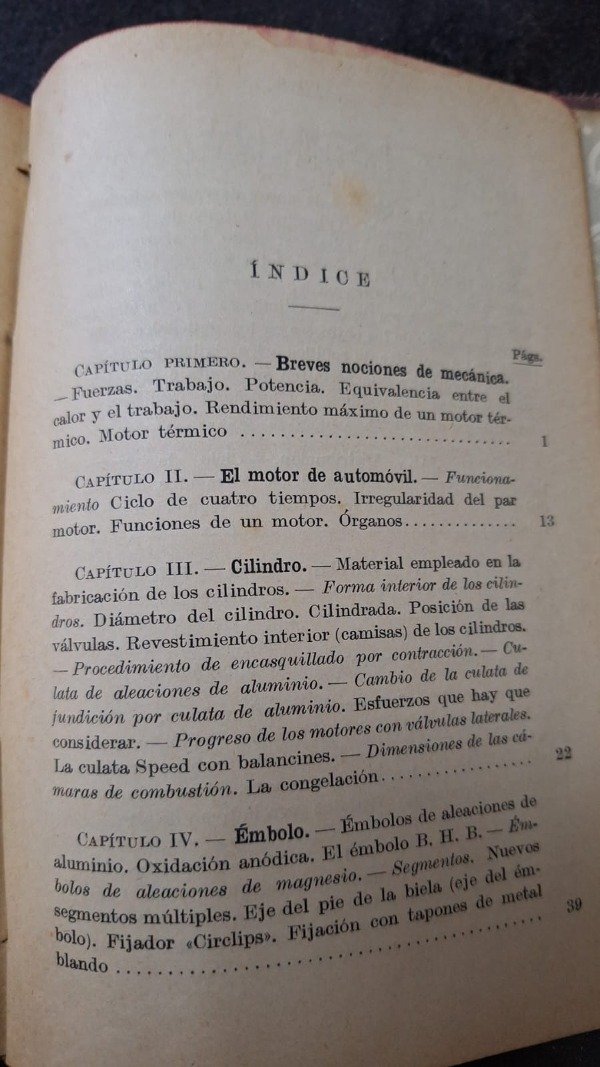 ÍNDICE
Págs.
CAPÍTULO PRIMERO. — Breves nociones de mecánica.
— Fuerzas. Trabajo. Potencia. Equivalencia entre el
calor y el trabajo. Rendimiento máximo de un motor tér-
mico. Motor térmico .............................. 1
CAPÍTULO II. — El motor de automóvil. — Funciona-
miento Ciclo de cuatro tiempos. Irregularidad del par
motor. Funciones de un motor. Órganos.............. 13
CAPÍTULO III. — Cilindro. — Material empleado en la
fabricación de los cilindros. — Forma interior de los cilin-
dros. Diámetro del cilindro. Cilindrada. Posición de las
válvulas. Revestimiento interior (camisas) de los cilindros.
— Procedimiento de encasquillado por contracción. — Cu-
lata de aleaciones de aluminio. — Cambio de la culata de
fundición por culata de aluminio. Esfuerzos que hay que
considerar. — Progreso de los motores con válvulas laterales.
La culata Speed con balancines. — Dimensiones de las cá-
maras de combustión. La congelación................ 22
CAPÍTULO IV. — Émbolo. — Émbolos de aleaciones de
aluminio. Oxidación anódica. El émbolo B. H. B. — Ém-
bolos de aleaciones de magnesio. — Segmentos. Nuevos
segmentos múltiples. Eje del pie de la biela (eje del ém-
bolo). Fijador «Circlips». Fijación con tapones de metal
blando ............................................ 39